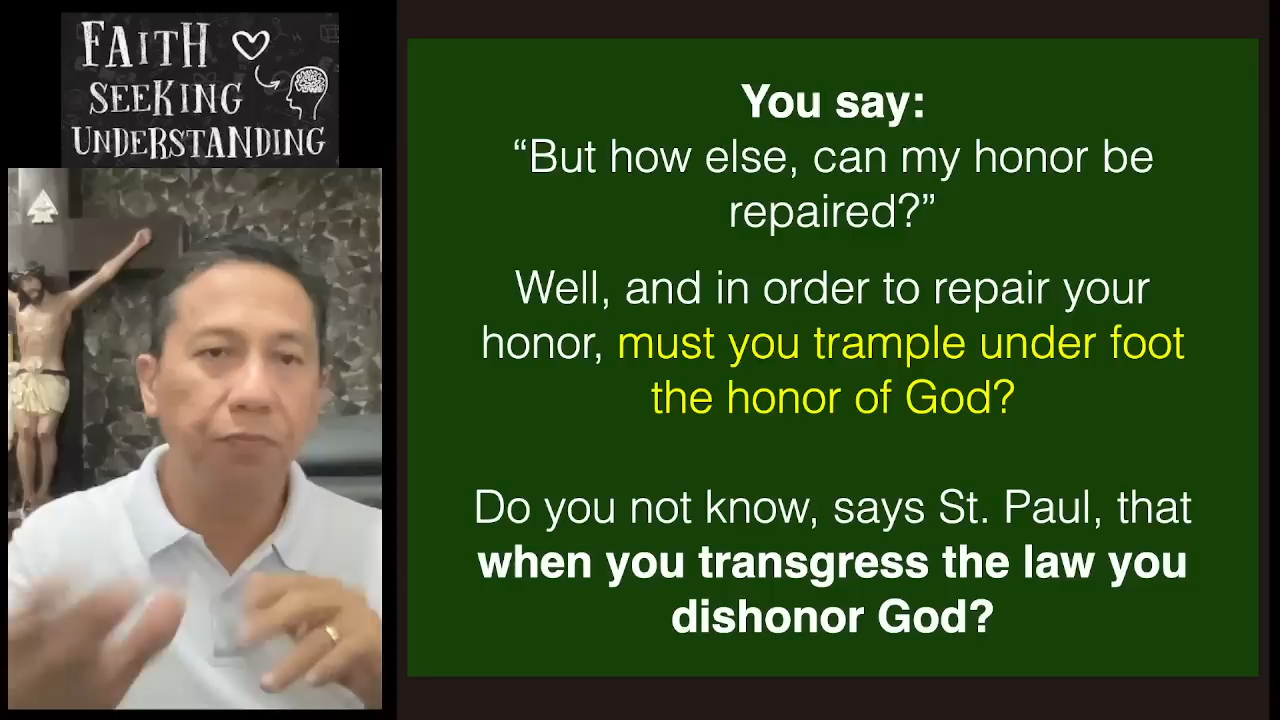 FAITH
SEEKING
UNDERSTANDING
You say:
“But how else, can my honor be
repaired?”
Well, and in order to repair your
honor, must you trample under foot
the honor of God?
Do you not know, says St. Paul, that
when you transgress the law you
dishonor God?